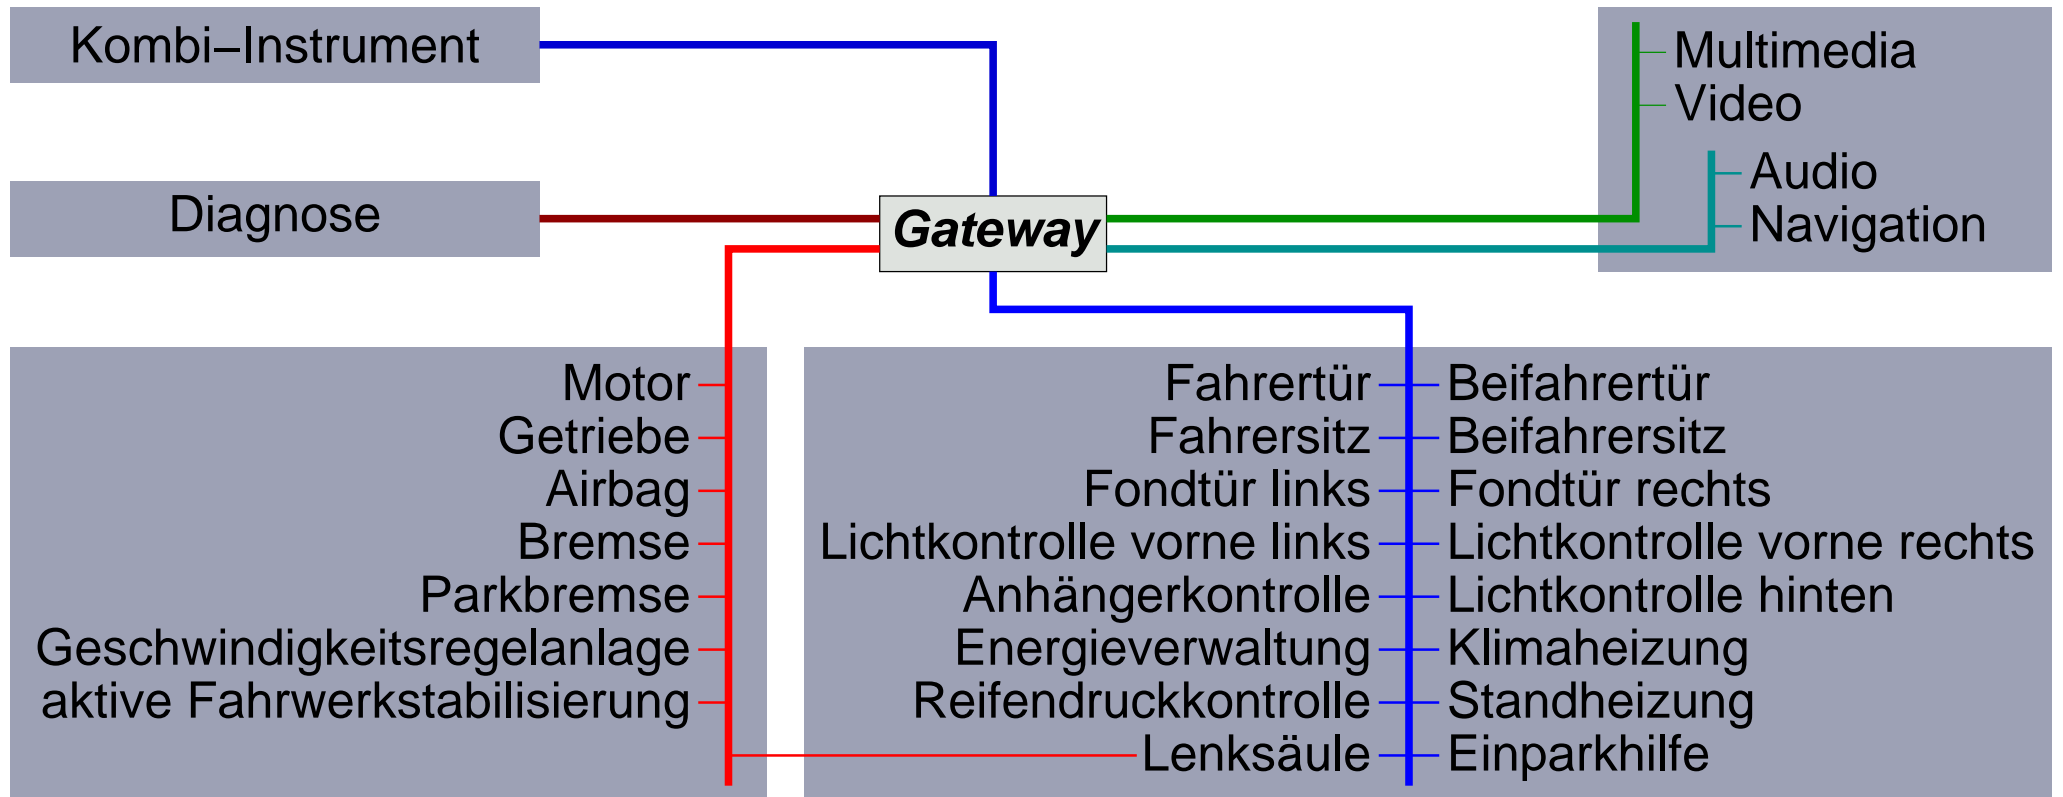 Kombi–Instrument
Diagnose
Gateway
Multimedia
Video
Audio
Navigation
Motor
Getriebe
Airbag
Bremse
Parkbremse
Geschwindigkeitsregelanlage
aktive Fahrwerkstabilisierung
Fahrertür
Fahrersitz
Fondtür links
Lichtkontrolle vorne links
Anhängerkontrolle
Energieverwaltung
Reifendruckkontrolle
Lenksäule
Beifahrertür
Beifahrersitz
Fondtür rechts
Lichtkontrolle vorne rechts
Lichtkontrolle hinten
Klimaheizung
Standheizung
Einparkhilfe